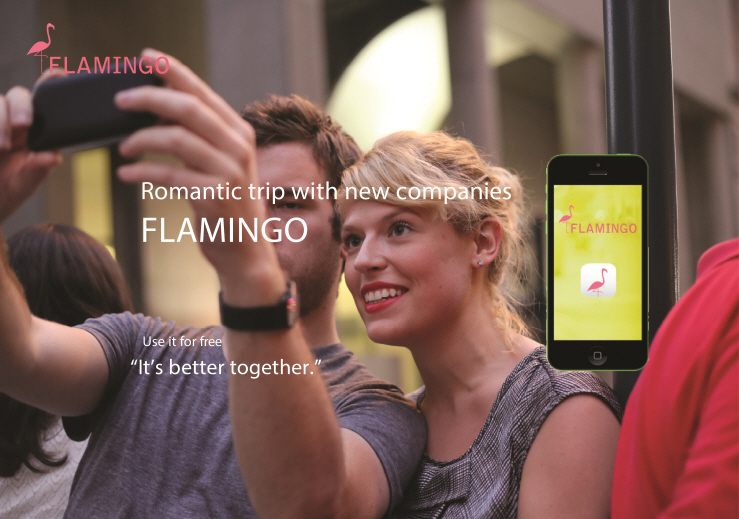 FLAMINGO
Romantic trip with new companies
FLAMINGO
FLAMINGO
Use it for free
“It’s better together.”